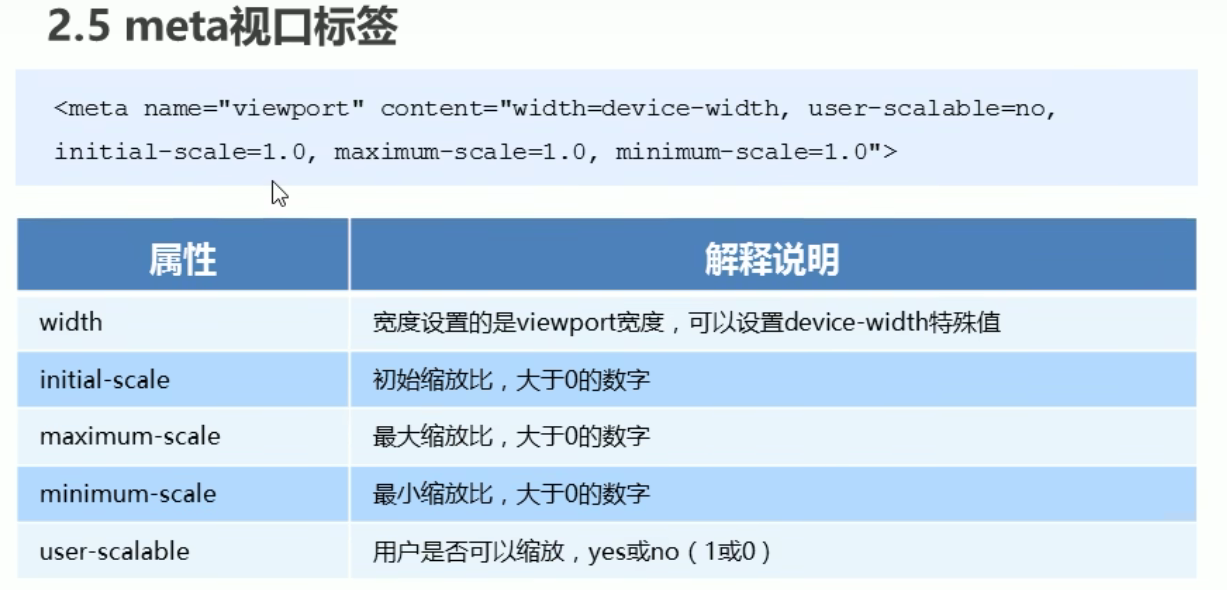 2.5 meta视口标签
<meta name="viewport" content="width=device-width, user-scalable=no,
initial-scale=1.0, maximum-scale=1.0, minimum-scale=1.0">
属性 解释说明
width 宽度设置的是viewport宽度，可以设置device-width特殊值
initial-scale 初始缩放比，大于0的数字
maximum-scale 最大缩放比，大于0的数字
minimum-scale 最小缩放比，大于0的数字
user-scalable 用户是否可以缩放，yes或no（1或0）